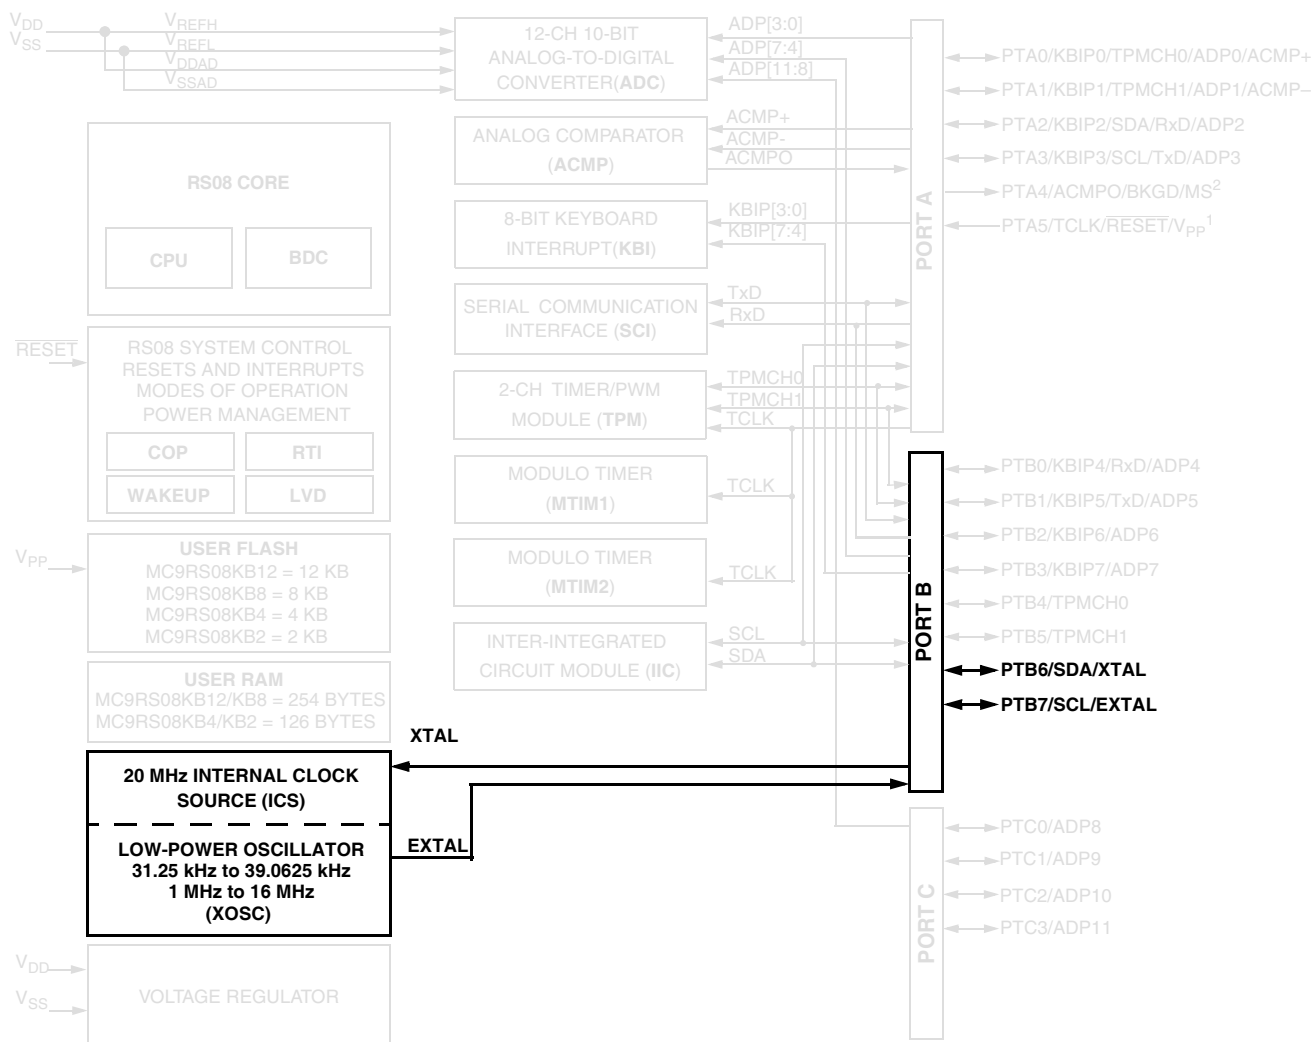 VDD
VSS
VREFH
VREFL
VDDAD
VSSAD
12-CH 10-BIT
ANALOG-TO-DIGITAL
CONVERTER(ADC)
ADP[3:0]
ADP[7:4]
ADP[11:8]
ANALOG COMPARATOR
(ACMP)
ACMP+
ACMP-
ACMPO
8-BIT KEYBOARD
INTERRUPT(KBI)
KBIP[3:0]
KBIP[7:4]
SERIAL COMMUNICATION
INTERFACE (SCI)
TxD
RxD
2-CH TIMER/PWM
MODULE (TPM)
TPMCH0
TPMCH1
TCLK
MODULO TIMER
(MTIM1)
TCLK
MODULO TIMER
(MTIM2)
TCLK
INTER-INTEGRATED
CIRCUIT MODULE (IIC)
SCL
SDA
RS08 CORE
CPU
BDC
RESET
RS08 SYSTEM CONTROL
RESETS AND INTERRUPTS
MODES OF OPERATION
POWER MANAGEMENT
COP
RTI
WAKEUP
LVD
VPP
USER FLASH
MC9RS08KB12 = 12 KB
MC9RS08KB8 = 8 KB
MC9RS08KB4 = 4 KB
MC9RS08KB2 = 2 KB
USER RAM
MC9RS08KB12/KB8 = 254 BYTES
MC9RS08KB4/KB2 = 126 BYTES
20 MHz INTERNAL CLOCK
SOURCE (ICS)
LOW-POWER OSCILLATOR
31.25 kHz to 39.0625 kHz
1 MHz to 16 MHz
(XOSC)
XTAL
EXTAL
VDD
VSS
VOLTAGE REGULATOR
PORT A
PTA0/KBIP0/TPMCH0/ADP0/ACMP+
PTA1/KBIP1/TPMCH1/ADP1/ACMP–
PTA2/KBIP2/SDA/RxD/ADP2
PTA3/KBIP3/SCL/TxD/ADP3
PTA4/ACMPO/BKGD/MS2
PTA5/TCLK/RESET/VPP1
PORT B
PTB0/KBIP4/RxD/ADP4
PTB1/KBIP5/TxD/ADP5
PTB2/KBIP6/ADP6
PTB3/KBIP7/ADP7
PTB4/TPMCH0
PTB5/TPMCH1
PTB6/SDA/XTAL
PTB7/SCL/EXTAL
PORT C
PTC0/ADP8
PTC1/ADP9
PTC2/ADP10
PTC3/ADP11